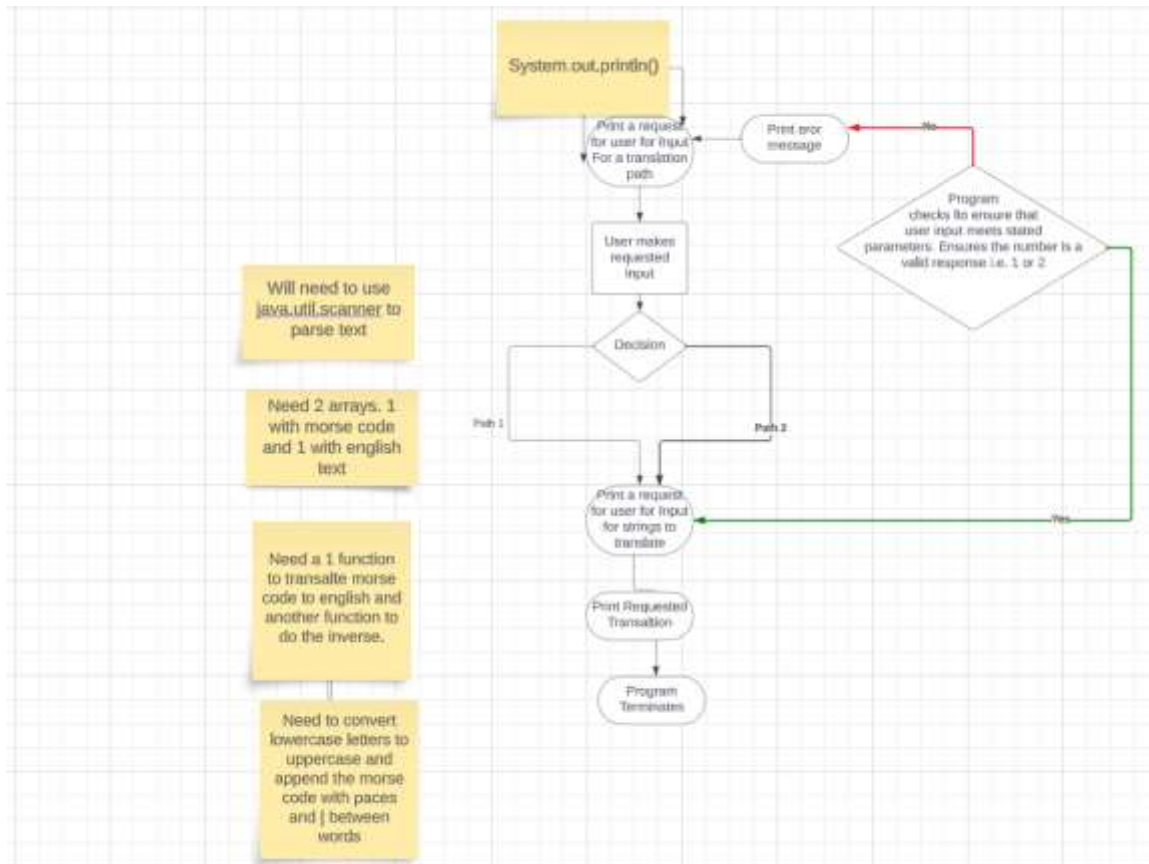 System.out.println()
Print a request
for user for Input
For a translation
path
Print eror
message
No
Program
checks lto ensure that
user input meets stated
parameters. Ensures the number is a
valid response i.e. 1 or 2
User makes
requested
input
Will need to use
java.util.scanner to
parse text
Decision
Need 2 arrays. 1
with morse code
and 1 with english
text
Path 1
Path 2
Print a request
for user for Input
for strings to
translate
Yes
Need a 1 function
to transalte morse
code to english and
another function to
do the inverse.
Print Requested
Transaltion
Program
Terminates
Need to convert
lowercase letters to
uppercase and
append the morse
code with paces
and | between
words